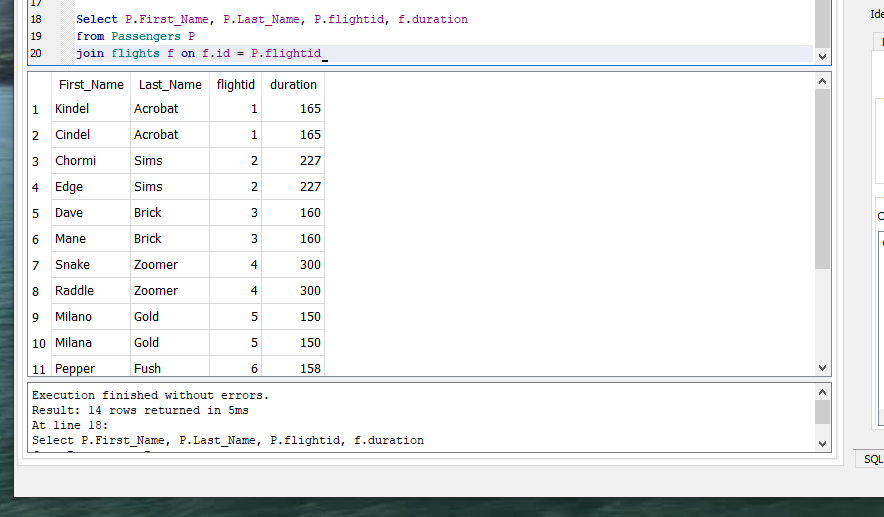 17
18 Select P.First_Name, P.Last_Name, P.flightid, f.duration
19 from Passengers P
20 join flights f on f.id = P.flightid
First_Name Last_Name flightid duration
1 Kindel Acrobat 1 165
2 Cindel Acrobat 1 165
3 Chormi Sims 2 227
4 Edge Sims 2 227
5 Dave Brick 3 160
6 Mane Brick 3 160
7 Snake Zoomer 4 300
8 Raddle Zoomer 4 300
9 Milano Gold 5 150
10 Milana Gold 5 150
11 Pepper Fush 6 158
Execution finished without errors.
Result: 14 rows returned in 5ms
At line 18:
Select P.First_Name, P.Last_Name, P.flightid, f.duration
Ide
SQL